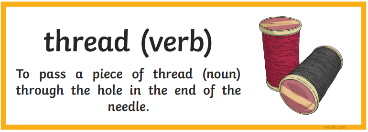 thread (verb)
To pass a piece of thread (noun)
through the hole in the end of the
needle.